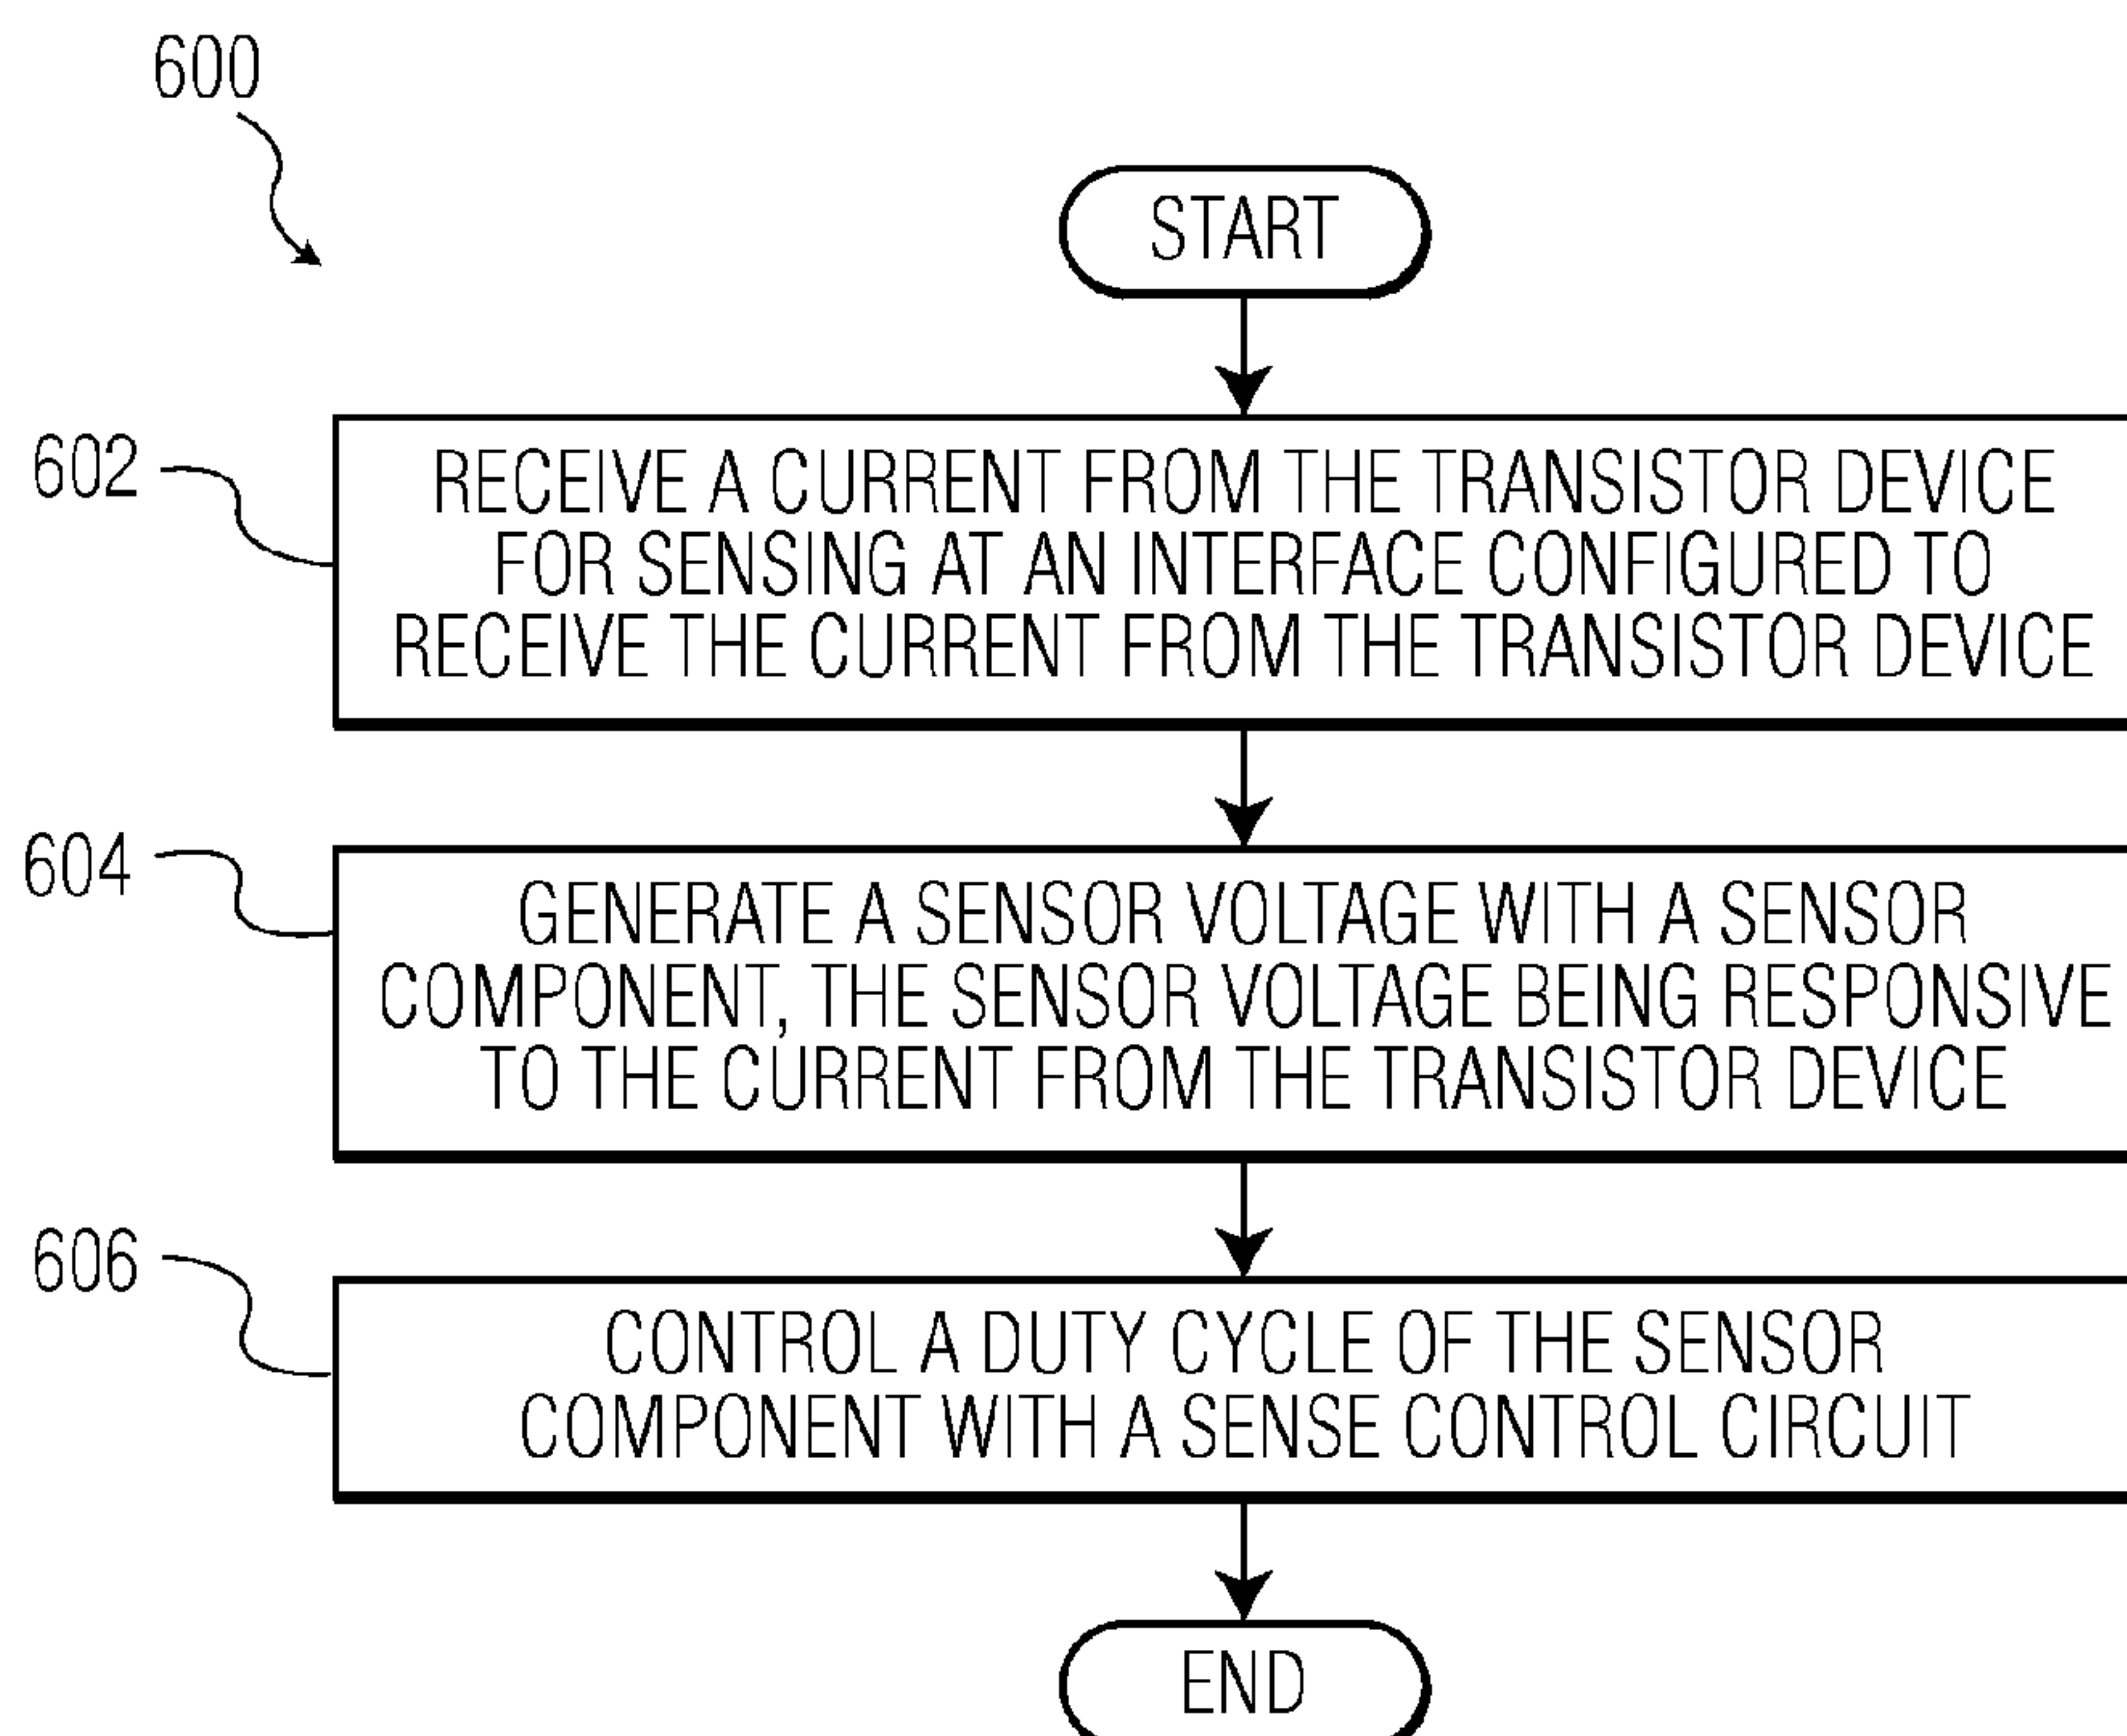 600
START
602
RECEIVE A CURRENT FROM THE TRANSISTOR DEVICE
FOR SENSING AT AN INTERFACE CONFIGURED TO
RECEIVE THE CURRENT FROM THE TRANSISTOR DEVICE
604
GENERATE A SENSOR VOLTAGE WITH A SENSOR
COMPONENT, THE SENSOR VOLTAGE BEING RESPONSIVE
TO THE CURRENT FROM THE TRANSISTOR DEVICE
606
CONTROL A DUTY CYCLE OF THE SENSOR
COMPONENT WITH A SENSE CONTROL CIRCUIT
END